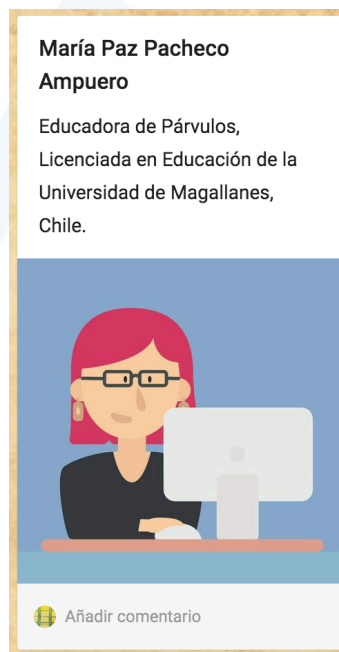 María Paz Pacheco
Ampuero
Educadora de Párvulos,
Licenciada en Educación de la
Universidad de Magallanes,
Chile.
Añadir comentario